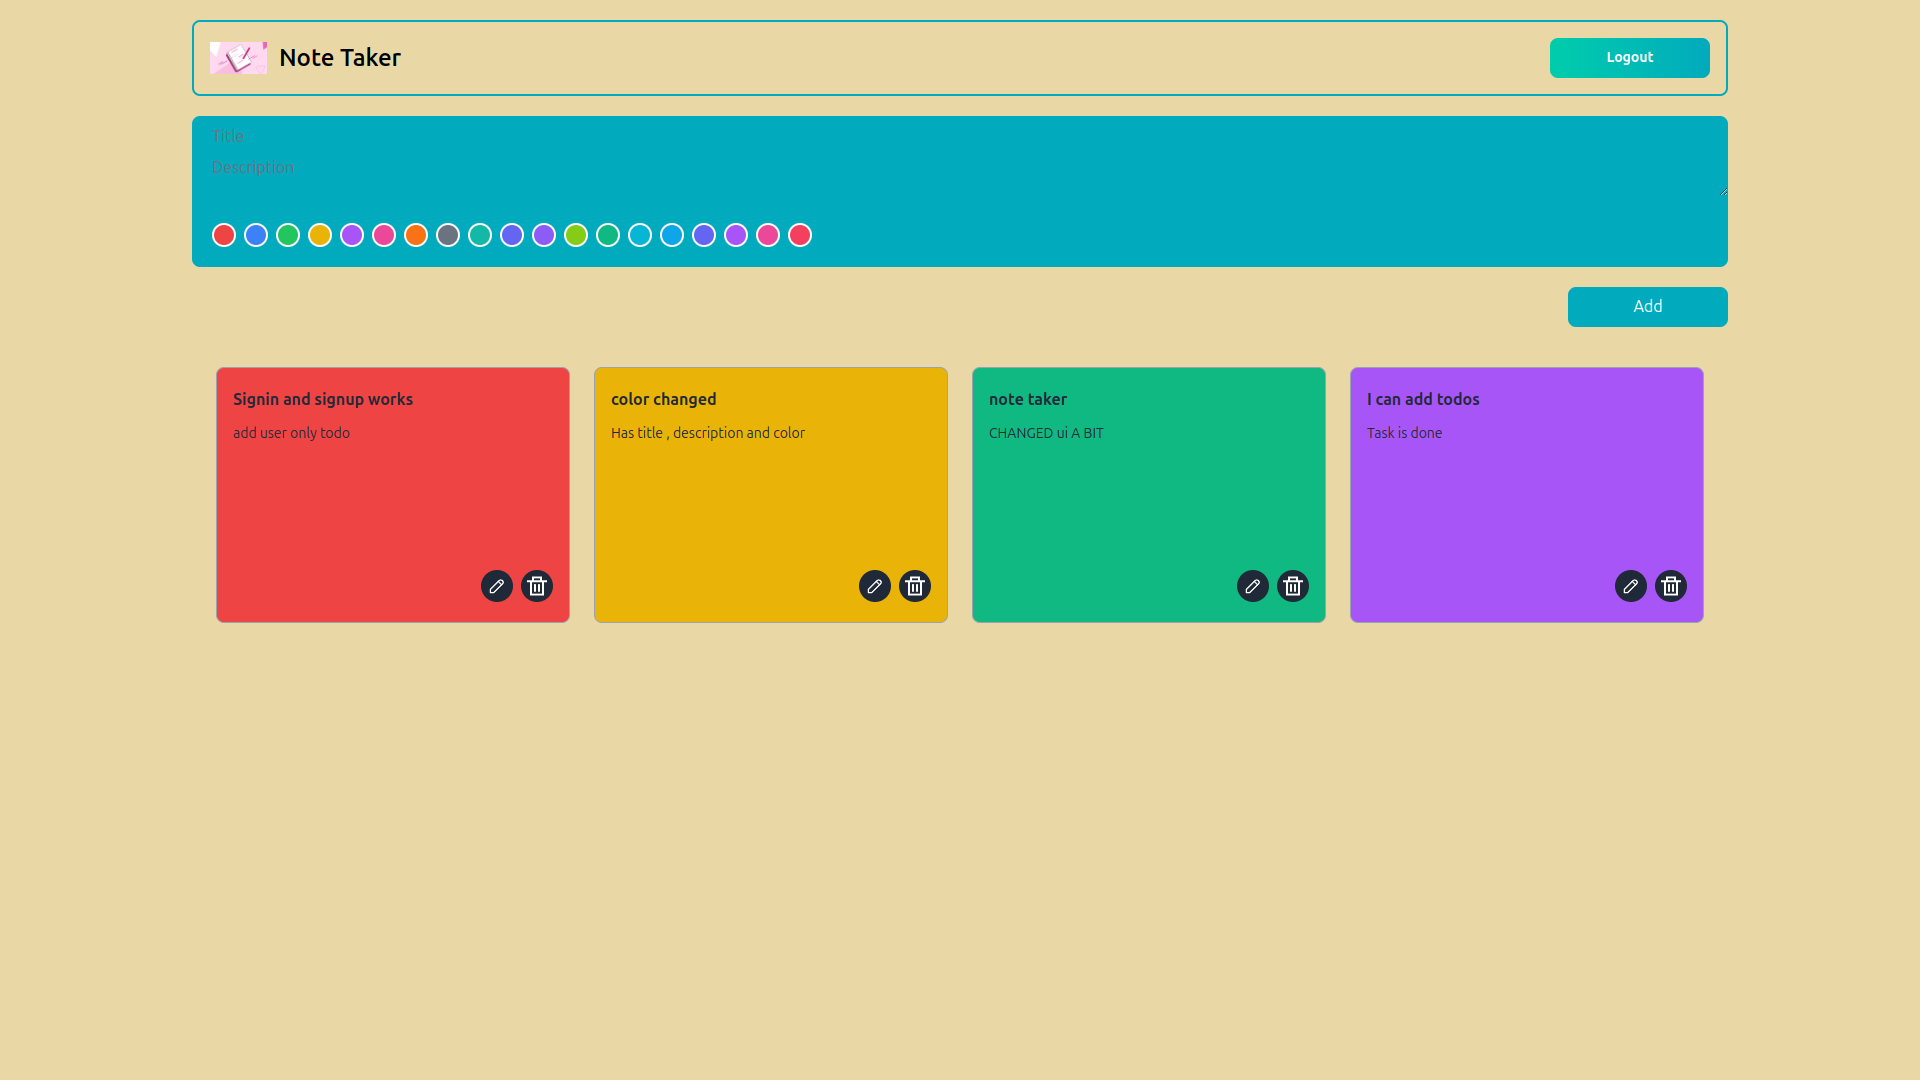 Note Taker
Logout
Title
Description
Add
Signin and signup works
add user only todo
color changed
Has title , description and color
note taker
CHANGED ui A BIT
I can add todos
Task is done